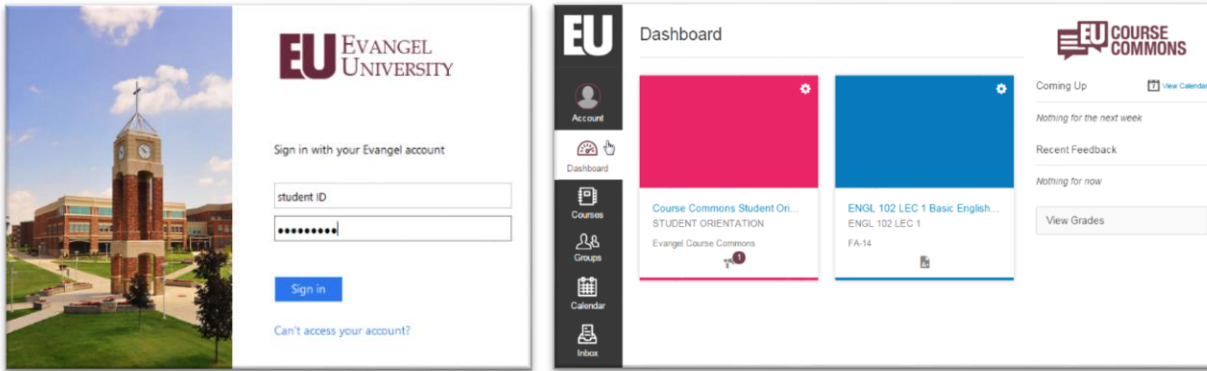 EU EVANGEL
UNIVERSITY
Sign in with your Evangel account
student ID
Sign in
Can't access your account?
EU
Account
Dashboard
Courses
Groups
Calendar
Inbox
Dashboard
Course Commons Student Ori...
STUDENT ORIENTATION
Evangel Course Commons
1
ENGL 102 LEC 1 Basic English...
ENGL 102 LEC 1
FA-14
EU COURSE
COMMONS
Coming Up
7 View Calendar
Nothing for the next week
Recent Feedback
Nothing for now
View Grades